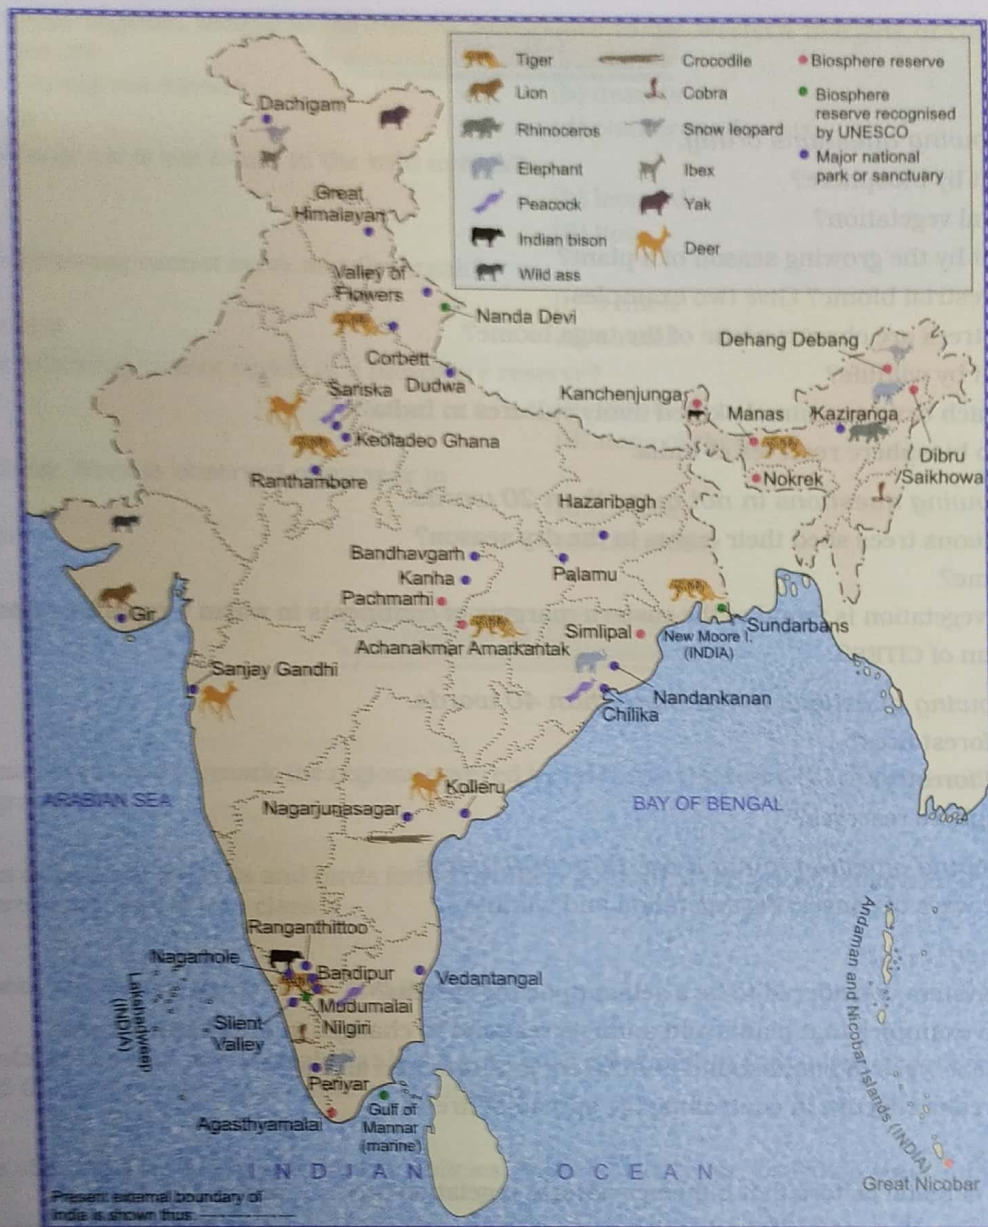 Tiger
Lion
Rhinoceros
Elephant
Peacock
Indian bison
Wild ass
Crocodile
Cobra
Snow leopard
Ibex
Yak
Deer
Biosphere reserve
Biosphere
reserve recognised
by UNESCO
Major national
park or sanctuary
Dachigam
Great
Himalayan
Valley of
Flowers
Nanda Devi
Corbett
Dudwa
Sariska
Keoladeo Ghana
Ranthambore
Dehang Debang
Kanchenjunga
Manas
Kaziranga
Dibru
Saikhowa
Nokrek
Hazaribagh
Bandhavgarh
Kanha
Pachmarhi
Palamu
Gir
Achanakmar Amarkantak
Simlipal
New Moore I.
(INDIA)
Sundarbans
Sanjay Gandhi
Nandankanan
Chilika
Kolleru
Nagarjunasagar
ARABIAN SEA
BAY OF BENGAL
Ranganthittoo
Nagarhole
Bandipur
Vedantangal
Mudumalai
Silent
Valley
Nilgiri
Periyar
Agasthyamalai
Gulf of
Mannar
(marine)
Lakshadweep
(INDIA)
Andaman and Nicobar Islands (INDIA)
Great Nicobar
INDIAN OCEAN
Present external boundary of
India is shown thus: